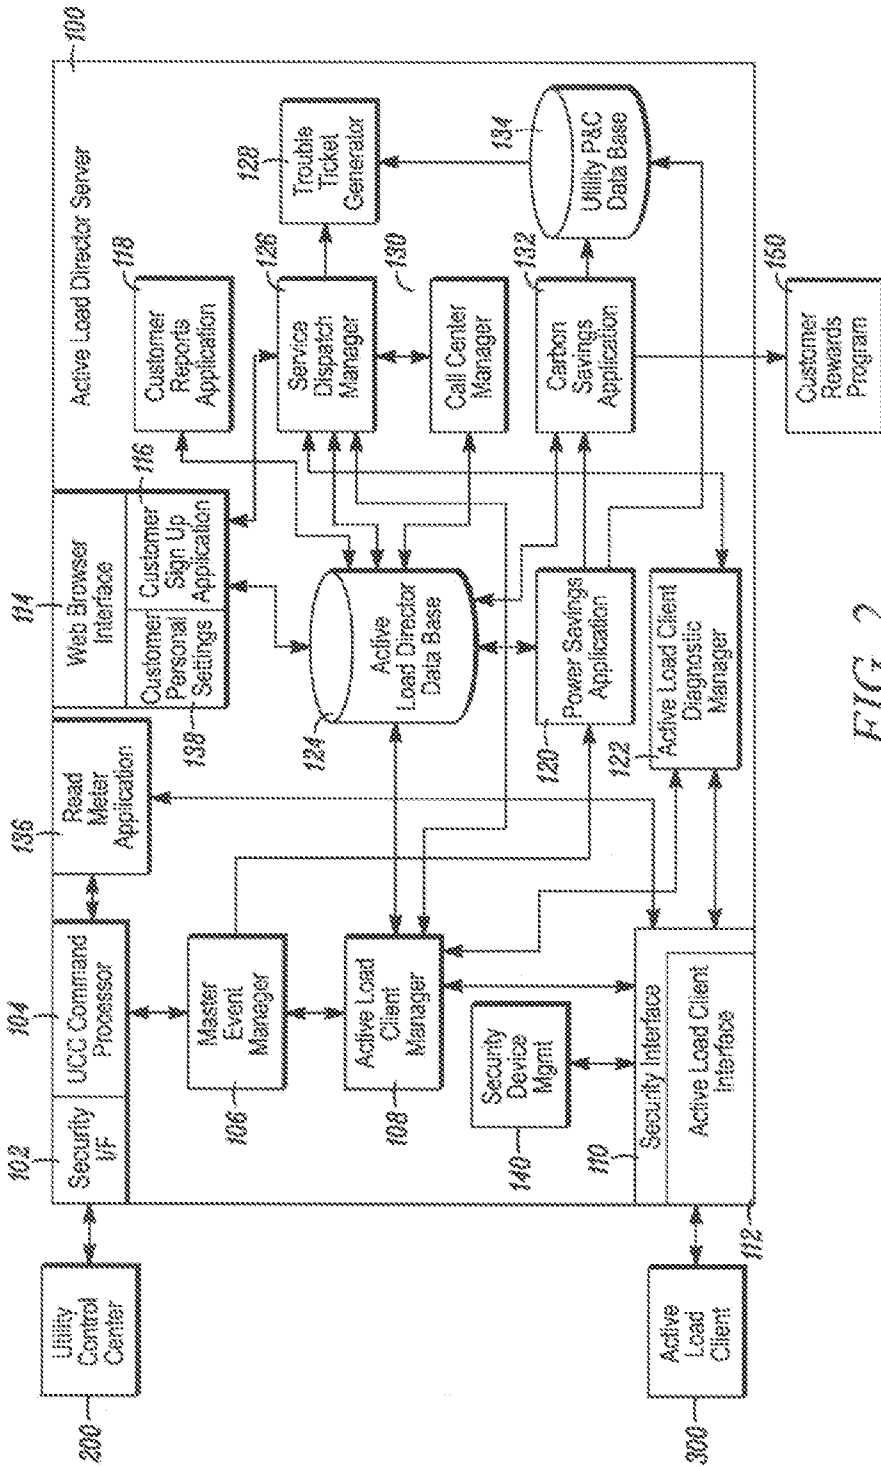 100
Active Load Director Server
114
Web Browser
Interface
116
Customer
Sign Up
Application
Customer
Personal
Settings
138
118
Customer
Reports
Application
126
Service
Dispatch
Manager
128
Trouble
Ticket
Generator
130
Call Center
Manager
132
Carbon
Savings
Application
134
Utility P&C
Data Base
150
Customer
Rewards
Program
136
Read
Meter
Application
104
UCC Command
Processor
102
Security
I/F
200
Utility
Control
Center
106
Master
Event
Manager
108
Active Load
Client
Manager
124
Active
Load Director
Data Base
120
Power Savings
Application
122
Active Load Client
Diagnostic
Manager
140
Security
Device
Mgmt
110
Security Interface
Active Load Client
Interface
112
300
Active
Load
Client
FIG. 2